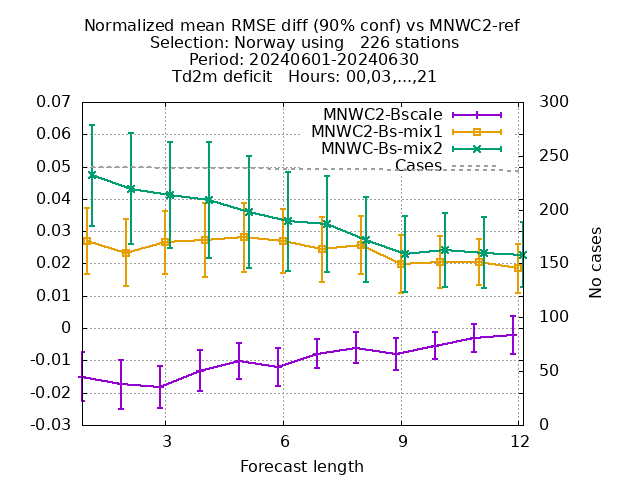 Normalized mean RMSE diff (90% conf) vs MNWC2-ref
Selection: Norway using   226 stations
Period: 20240601-20240630
Td2m deficit   Hours: 00,03,...,21
MNWC2-Bscale
MNWC2-Bs-mix1
MNWC-Bs-mix2
Cases
0.07
0.06
0.05
0.04
0.03
0.02
0.01
0
-0.01
-0.02
-0.03
300
250
200
150
100
50
0
No cases
3
6
9
12
Forecast length